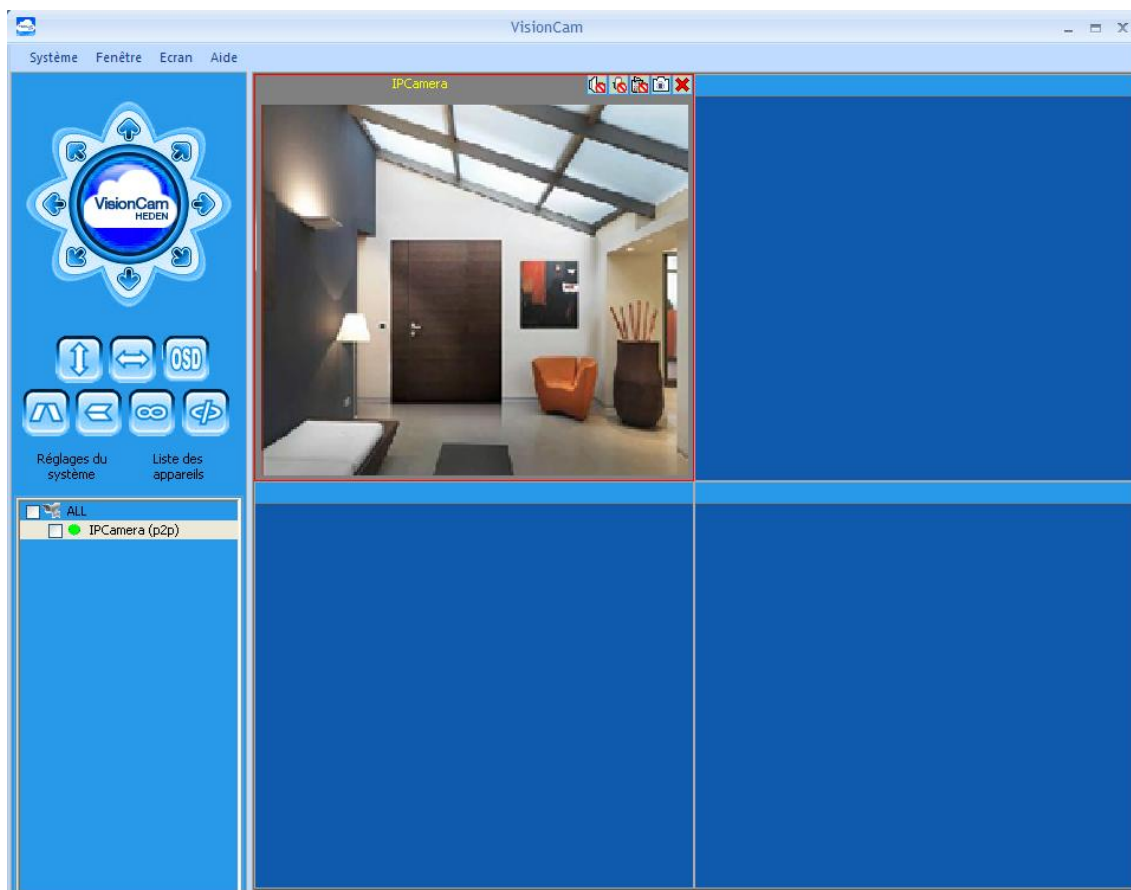 VisionCam
Système Fenêtre Ecran Aide
IPCamera
VisionCam
HEDEN
OSD
Réglages du
système
Liste des
appareils
ALL
IPCamera (p2p)